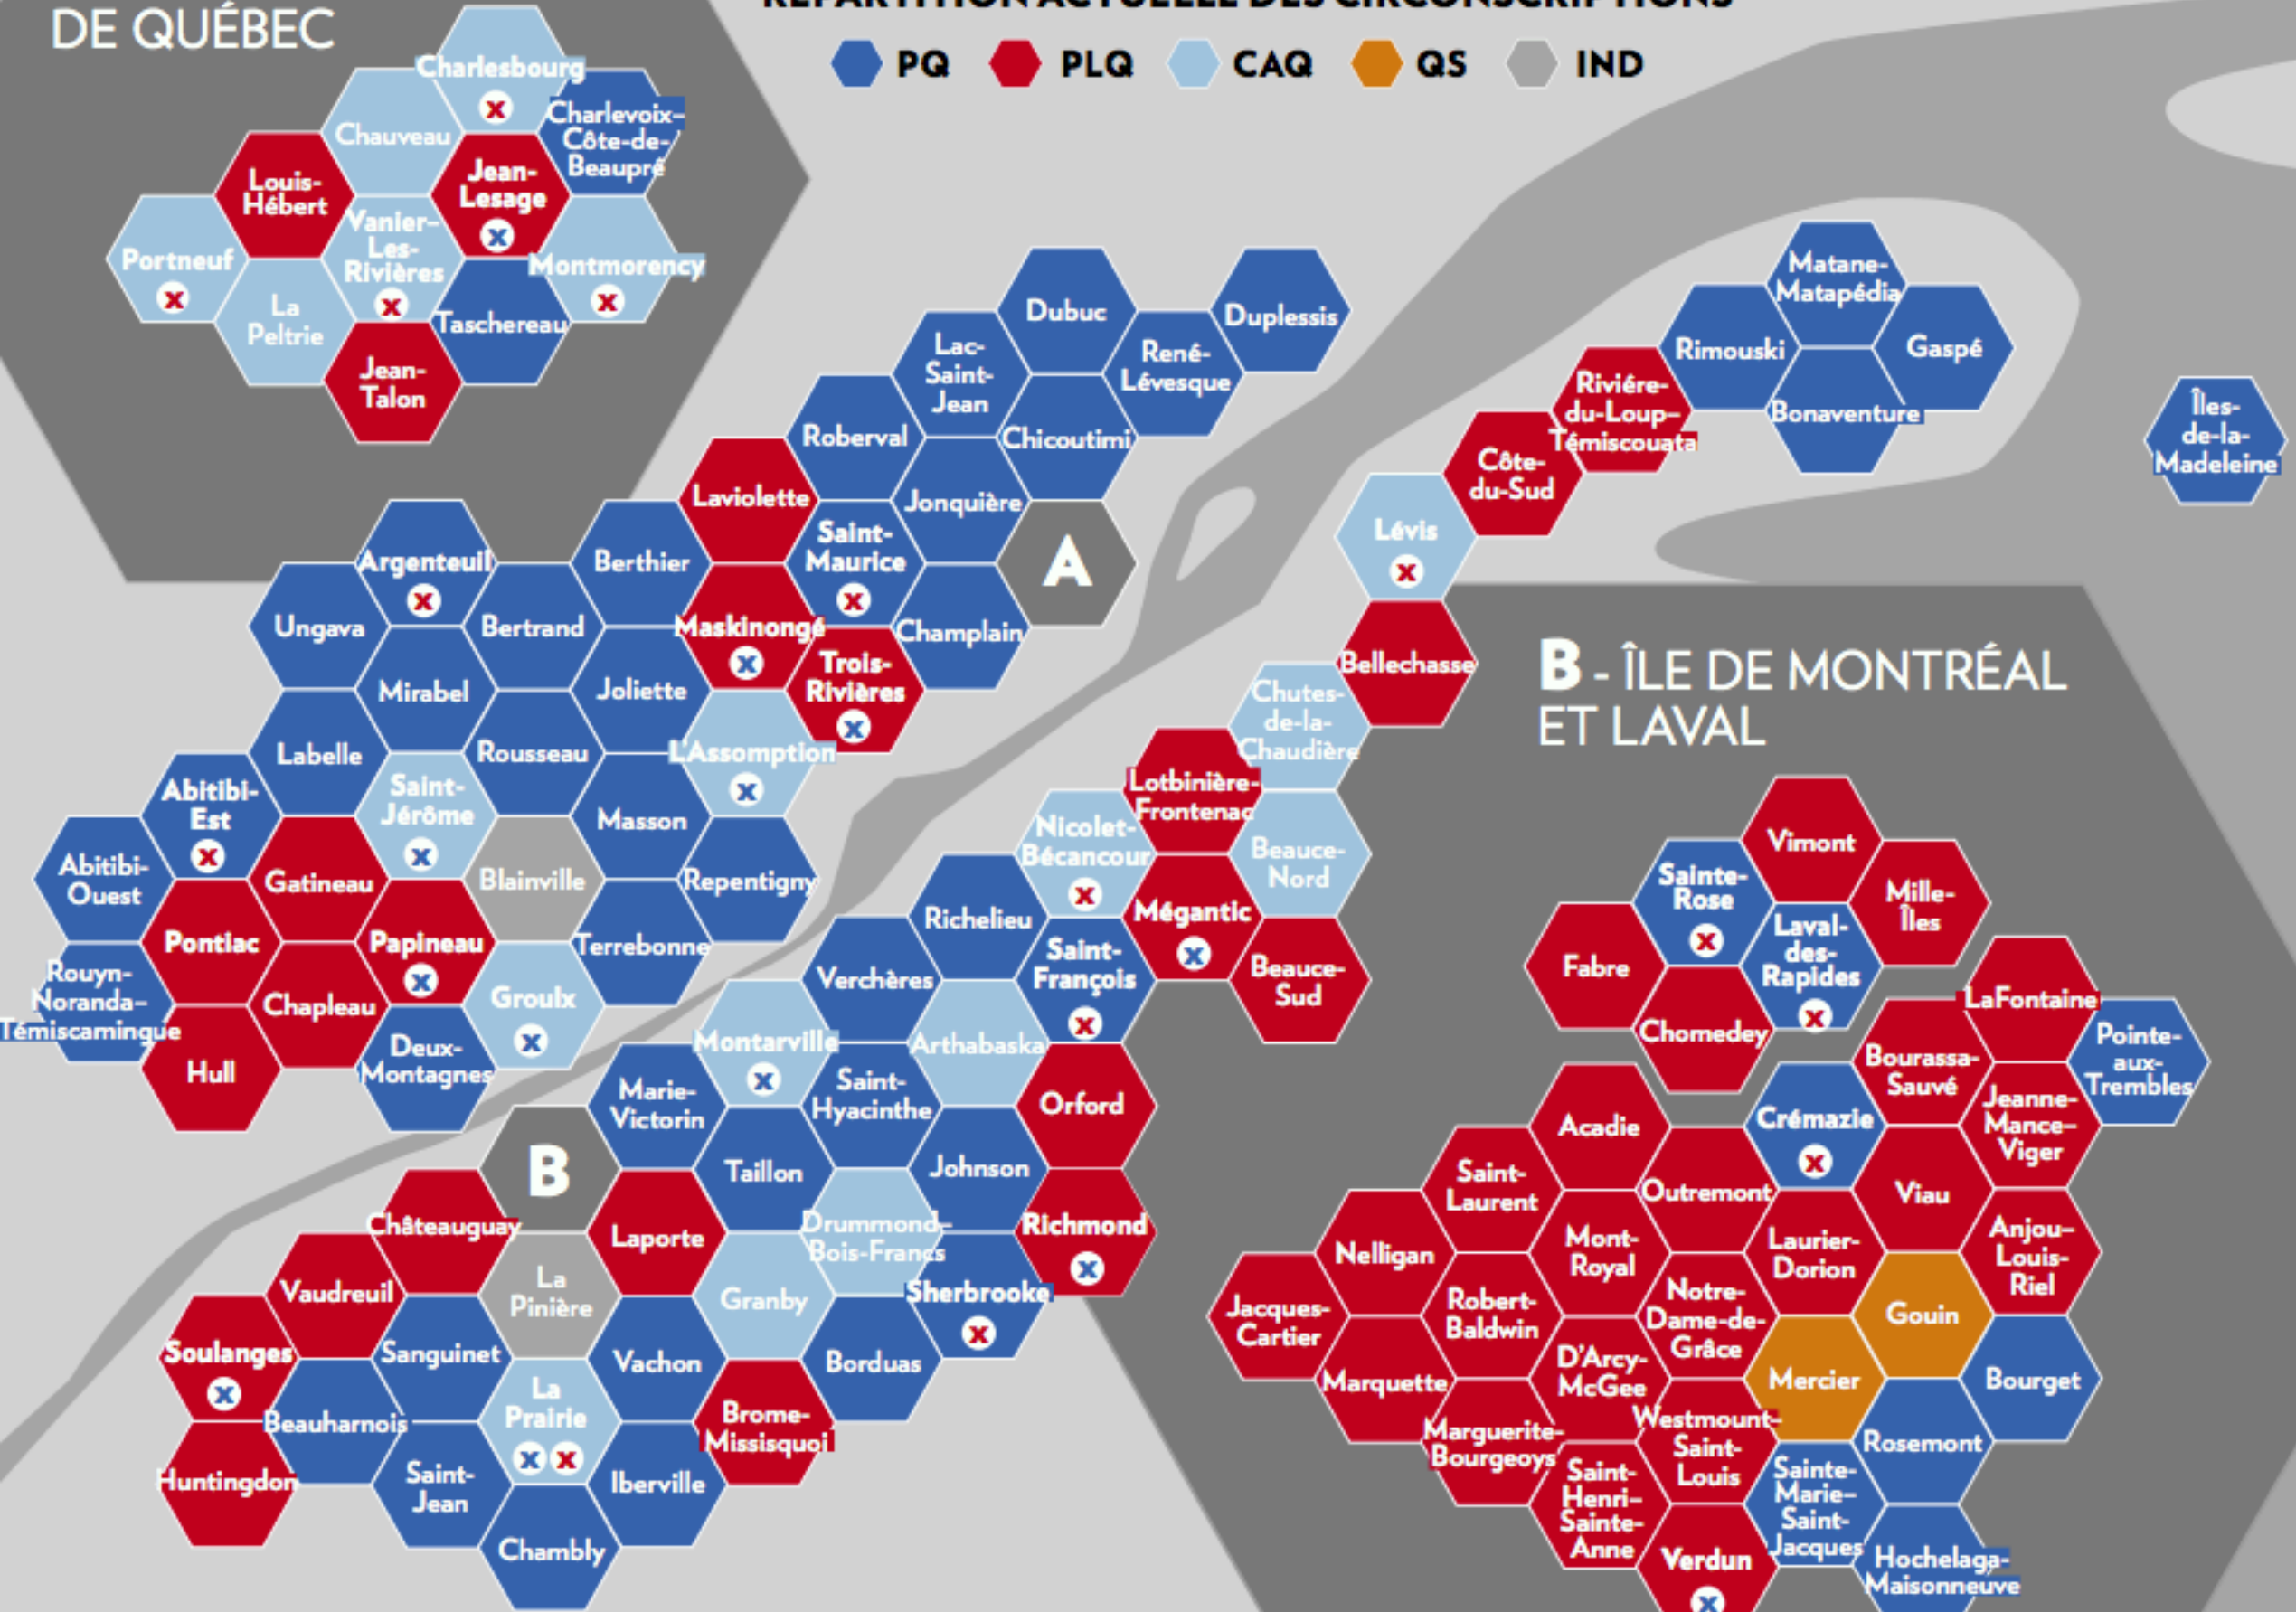 DE QUÉBEC
RÉPARTITION ACTUELLE DES CIRCONSCRIPTIONS
PQ PLQ CAQ QS IND
Charlesbourg
x
Chauveau
Charlevoix–
Côte-de-
Beaupré
Louis-
Hébert
Jean-
Lesage
x
Portneuf
x
Vanier–
Les-
Rivières
x
Montmorency
x
La
Peltrie
Taschereau
Jean-
Talon
Dubuc
Duplessis
Lac-
Saint-
Jean
René-
Lévesque
Roberval
Chicoutimi
Laviolette
Jonquière
Saint-
Maurice
x
A
Argenteuil
x
Berthier
Ungava
Bertrand
Maskinongé
x
Champlain
Trois-
Rivières
x
Mirabel
Joliette
Labelle
Rousseau
L'Assomption
x
Abitibi-
Est
x
Saint-
Jérôme
x
Masson
Abitibi-
Ouest
Gatineau
Blainville
Repentigny
Pontiac
Papineau
x
Terrebonne
Rouyn-
Noranda–
Témiscamingue
Chapleau
Groulx
x
Hull
Deux-
Montagnes
Matane-
Matapédia
Rimouski
Gaspé
Riviére-
du-Loup–
Témiscouata
Bonaventure
Îles-
de-la-
Madeleine
Côte-
du-Sud
Lévis
x
Bellechasse
Chutes-
de-la-
Chaudière
Lotbinière-
Frontenac
Nicolet-
Bécancour
x
Beauce-
Nord
Richelieu
Mégantic
x
Verchères
Saint-
François
x
Beauce-
Sud
Montarville
x
Arthabaska
Marie-
Victorin
Saint-
Hyacinthe
Orford
B
Taillon
Johnson
Châteauguay
Laporte
Drummond–
Bois-Francs
Richmond
x
Vaudreuil
La
Pinière
Granby
Sherbrooke
x
Soulanges
x
Sanguinet
Vachon
Borduas
Beauharnois
La
Prairie
x x
Brome-
Missisquoi
Huntingdon
Saint-
Jean
Iberville
Chambly
B - ÎLE DE MONTRÉAL
ET LAVAL
Vimont
Sainte-
Rose
x
Mille-
Îles
Fabre
Laval-
des-
Rapides
x
Chomedey
LaFontaine
Bourassa-
Sauvé
Pointe-
aux-
Trembles
Acadie
Crémazie
x
Jeanne-
Mance–
Viger
Saint-
Laurent
Outremont
Viau
Nelligan
Mont-
Royal
Laurier-
Dorion
Anjou–
Louis-
Riel
Jacques-
Cartier
Robert-
Baldwin
Notre-
Dame-de-
Grâce
Gouin
Marquette
D'Arcy-
McGee
Mercier
Bourget
Marguerite-
Bourgeoys
Westmount–
Saint-
Louis
Rosemont
Saint-
Henri–
Sainte-
Anne
Sainte-
Marie–
Saint-
Jacques
Verdun
x
Hochelaga-
Maisonneuve